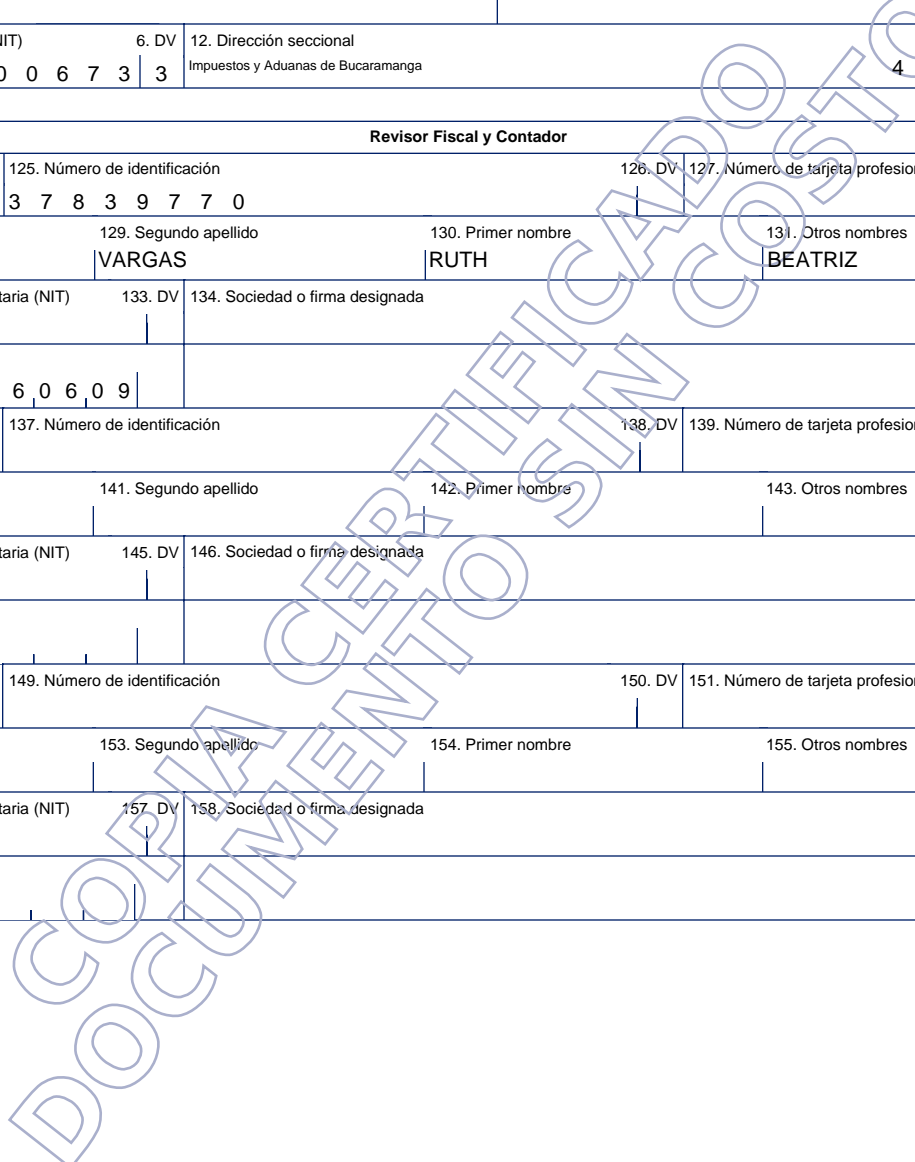 IIT) 6. DV 12. Dirección seccional
0 0 6 7 3 3 Impuestos y Aduanas de Bucaramanga 4
Revisor Fiscal y Contador
125. Número de identificación 126. DV 127. Número de tarjeta profesion
3 7 8 3 9 7 7 0
129. Segundo apellido 130. Primer nombre 131. Otros nombres
VARGAS RUTH BEATRIZ
taria (NIT) 133. DV 134. Sociedad o firma designada
6 0 6 0 9
137. Número de identificación 138. DV 139. Número de tarjeta profesion
141. Segundo apellido 142. Primer nombre 143. Otros nombres
taria (NIT) 145. DV 146. Sociedad o firma designada
149. Número de identificación 150. DV 151. Número de tarjeta profesion
153. Segundo apellido 154. Primer nombre 155. Otros nombres
taria (NIT) 157. DV 158. Sociedad o firma designada
COPIA CERTIFICADO
DOCUMENTO SIN COSTO